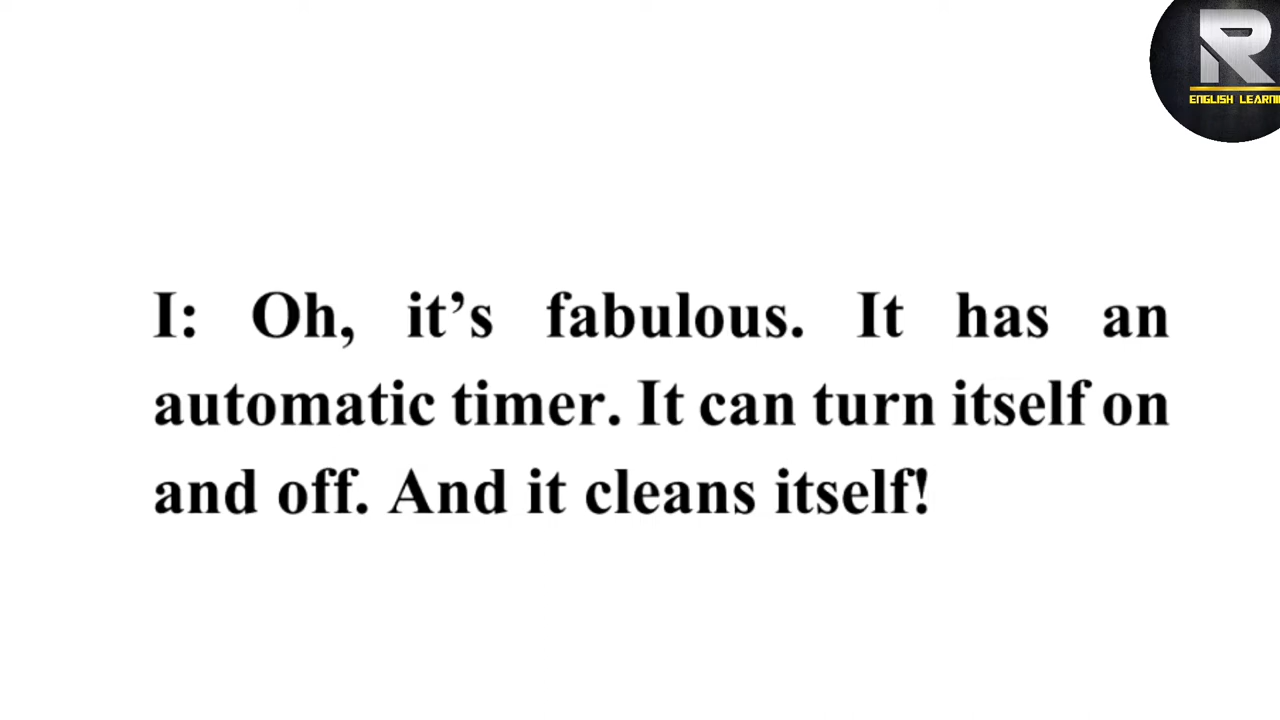 R
ENGLISH LEARNIN
I: Oh, it’s fabulous. It has an
automatic timer. It can turn itself on
and off. And it cleans itself!